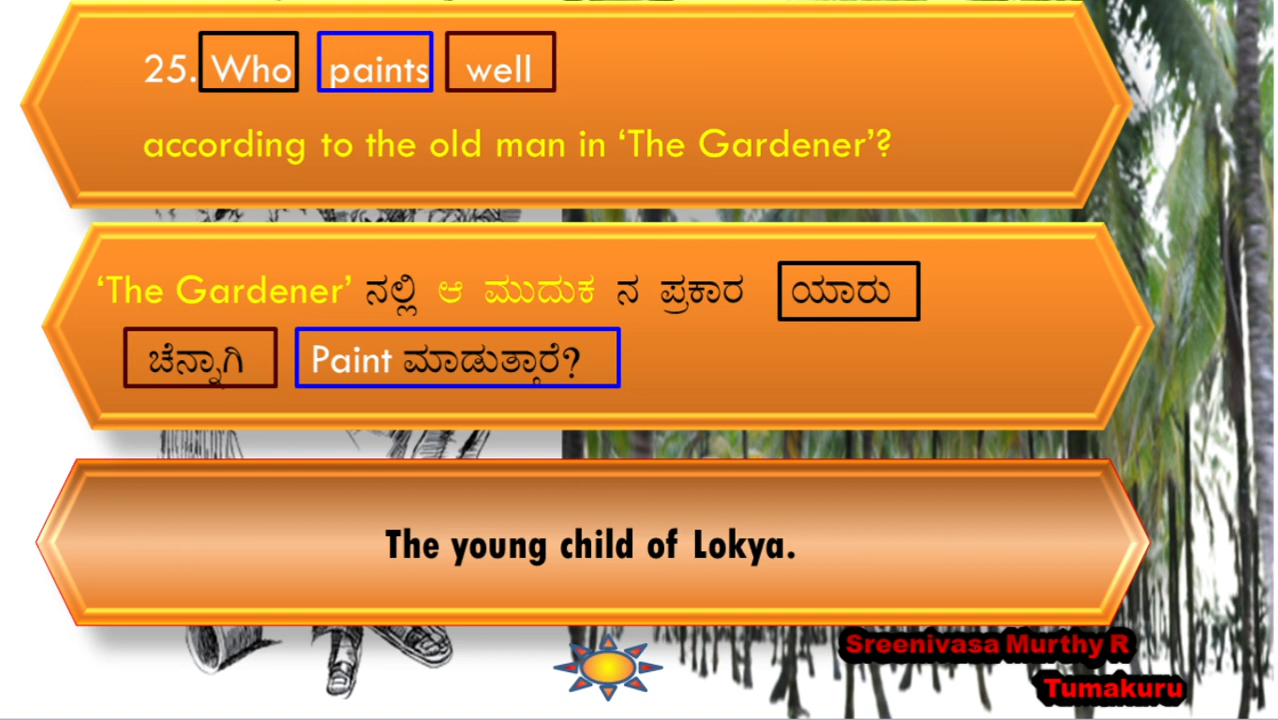 25. Who paints well
according to the old man in ‘The Gardener’?
‘The Gardener’ ನಲ್ಲಿ ಆ ಮುದುಕ ನ ಪ್ರಕಾರ ಯಾರು
ಚೆನ್ನಾಗಿ Paint ಮಾಡುತ್ತಾರೆ?
The young child of Lokya.
Sreenivasa Murthy R
Tumakuru